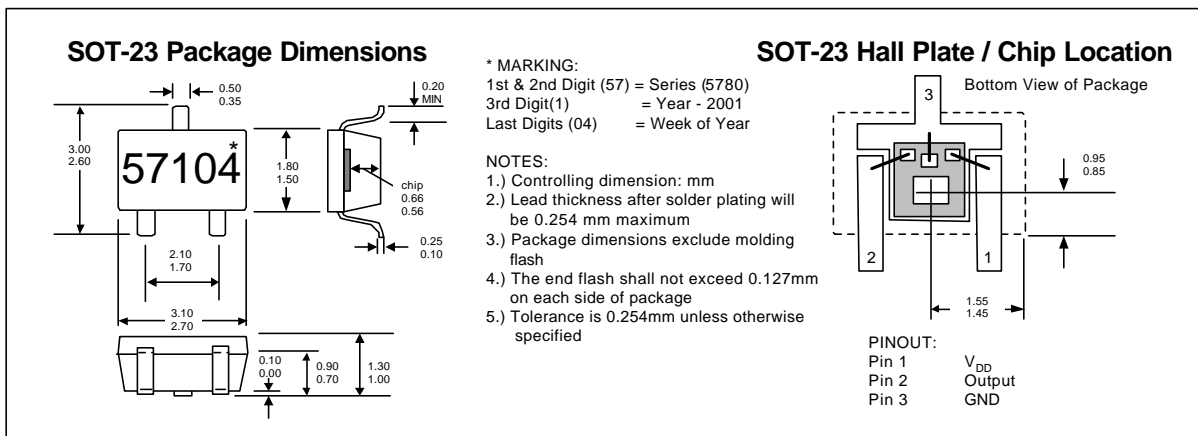 SOT-23 Package Dimensions
0.50
0.35
3.00
2.60
57104*
2.10
1.70
3.10
2.70
1.80
1.50
0.20
MIN
chip
0.66
0.56
0.25
0.10
0.10
0.00
0.90
0.70
1.30
1.00
* MARKING:
1st & 2nd Digit (57) = Series (5780)
3rd Digit(1) = Year - 2001
Last Digits (04) = Week of Year
NOTES:
1.) Controlling dimension: mm
2.) Lead thickness after solder plating will
be 0.254 mm maximum
3.) Package dimensions exclude molding
flash
4.) The end flash shall not exceed 0.127mm
on each side of package
5.) Tolerance is 0.254mm unless otherwise
specified
SOT-23 Hall Plate / Chip Location
Bottom View of Package
3
2
1
0.95
0.85
1.55
1.45
PINOUT:
Pin 1 VDD
Pin 2 Output
Pin 3 GND